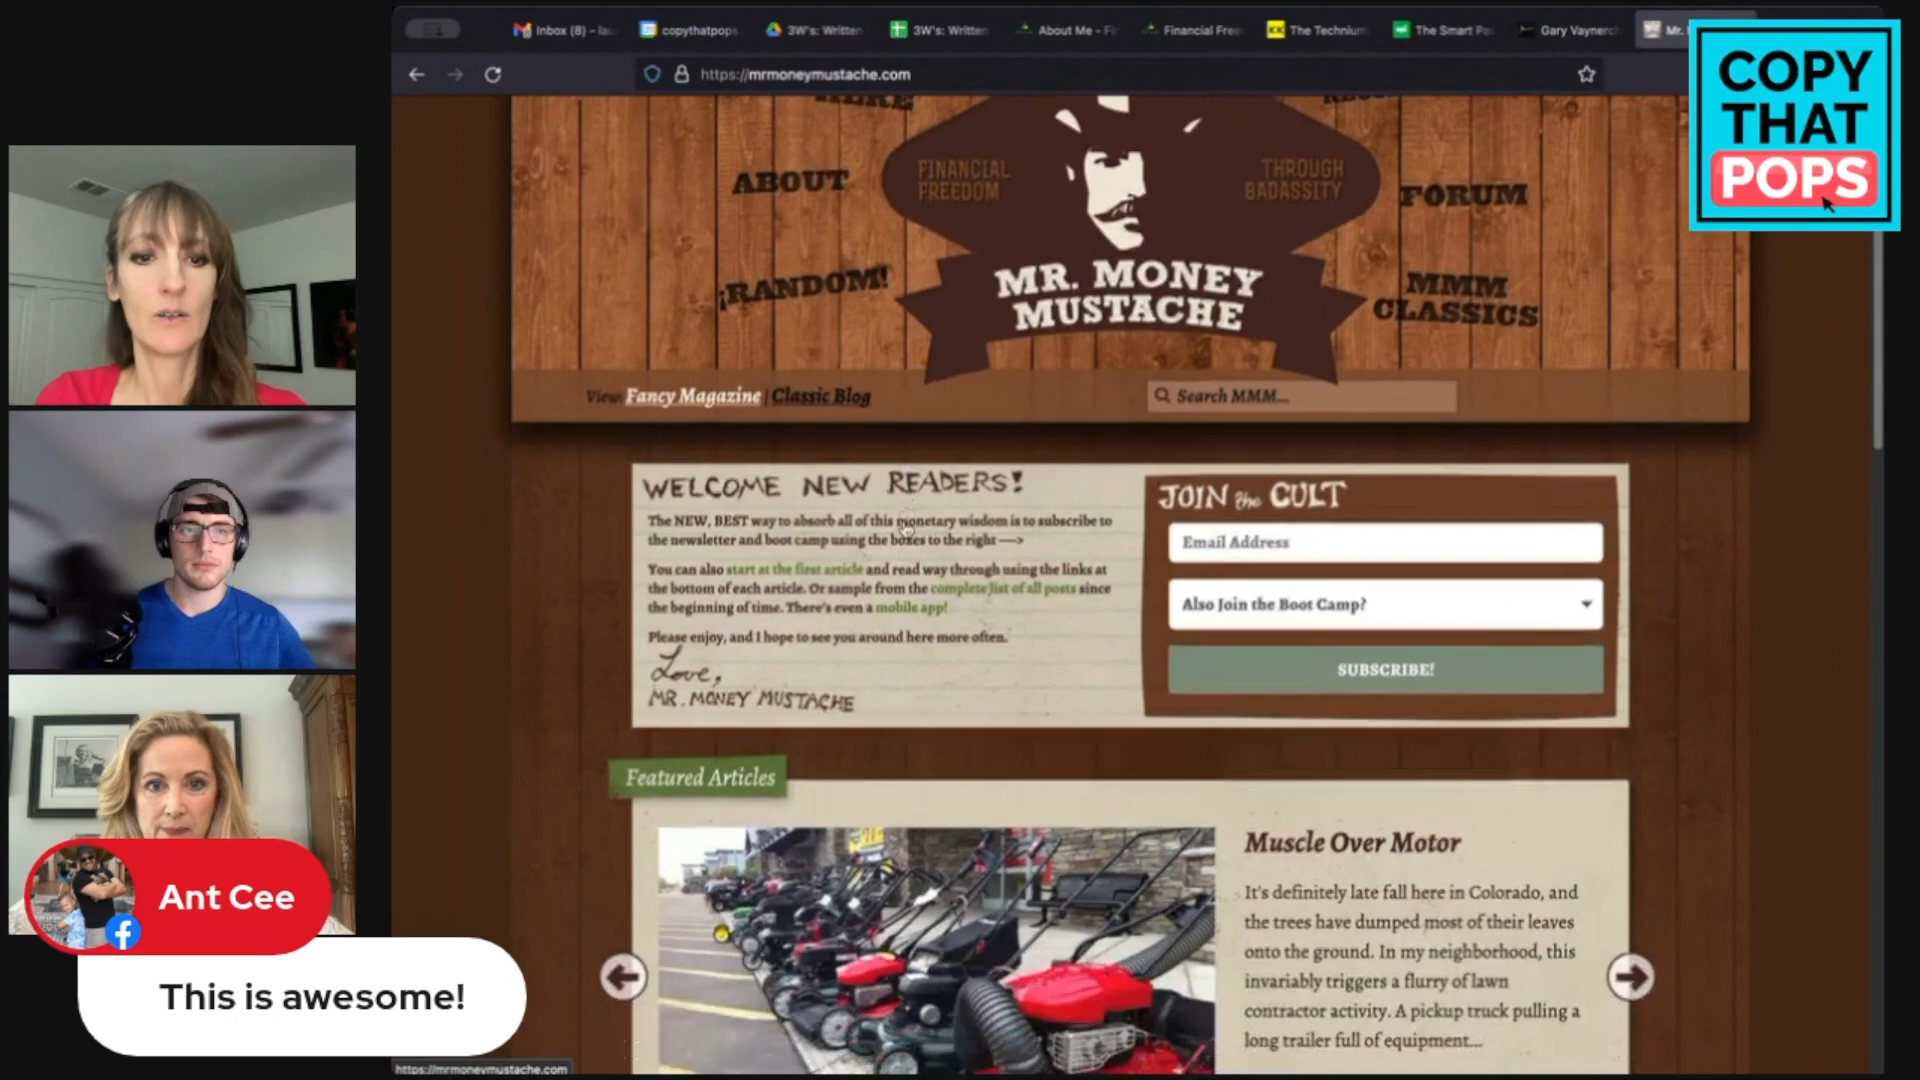 Inbox (8) – lau
copythatpops
3W's: Written
3W's: Written
About Me – Fi
Financial Free
The Technium
The Smart Pa
Gary Vaynerch
Mr.
https://mrmoneymustache.com
COPY
THAT
POPS
HERE
ABOUT
FINANCIAL
FREEDOM
THROUGH
BADASSITY
FORUM
¡RANDOM!
MR. MONEY
MUSTACHE
MMM
CLASSICS
View: Fancy Magazine | Classic Blog
Search MMM...
WELCOME NEW READERS!
The NEW, BEST way to absorb all of this monetary wisdom is to subscribe to
the newsletter and boot camp using the boxes to the right —>
You can also start at the first article and read way through using the links at
the bottom of each article. Or sample from the complete list of all posts since
the beginning of time. There's even a mobile app!
Please enjoy, and I hope to see you around here more often.
Love,
MR. MONEY MUSTACHE
JOIN the CULT
Email Address
Also Join the Boot Camp?
SUBSCRIBE!
Featured Articles
Muscle Over Motor
It's definitely late fall here in Colorado, and
the trees have dumped most of their leaves
onto the ground. In my neighborhood, this
invariably triggers a flurry of lawn
contractor activity. A pickup truck pulling a
long trailer full of equipment...
Ant Cee
This is awesome!
https://mrmoneymustache.com